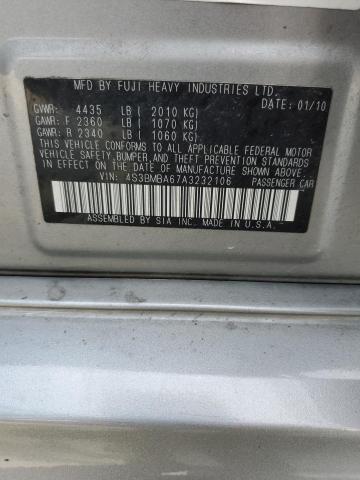 MFD BY FUJI HEAVY INDUSTRIES LTD.
DATE: 01/10
GVWR: 4435 LB ( 2010 KG)
GAWR: F 2360 LB ( 1070 KG)
GAWR: R 2340 LB ( 1060 KG)
THIS VEHICLE CONFORMS TO ALL APPLICABLE FEDERAL MOTOR
VEHICLE SAFETY, BUMPER, AND THEFT PREVENTION STANDARDS
IN EFFECT ON THE DATE OF MANUFACTURE SHOWN ABOVE.
VIN: 4S3BMBA67A3232106 PASSENGER CAR
ASSEMBLED BY SIA INC. MADE IN U.S.A.